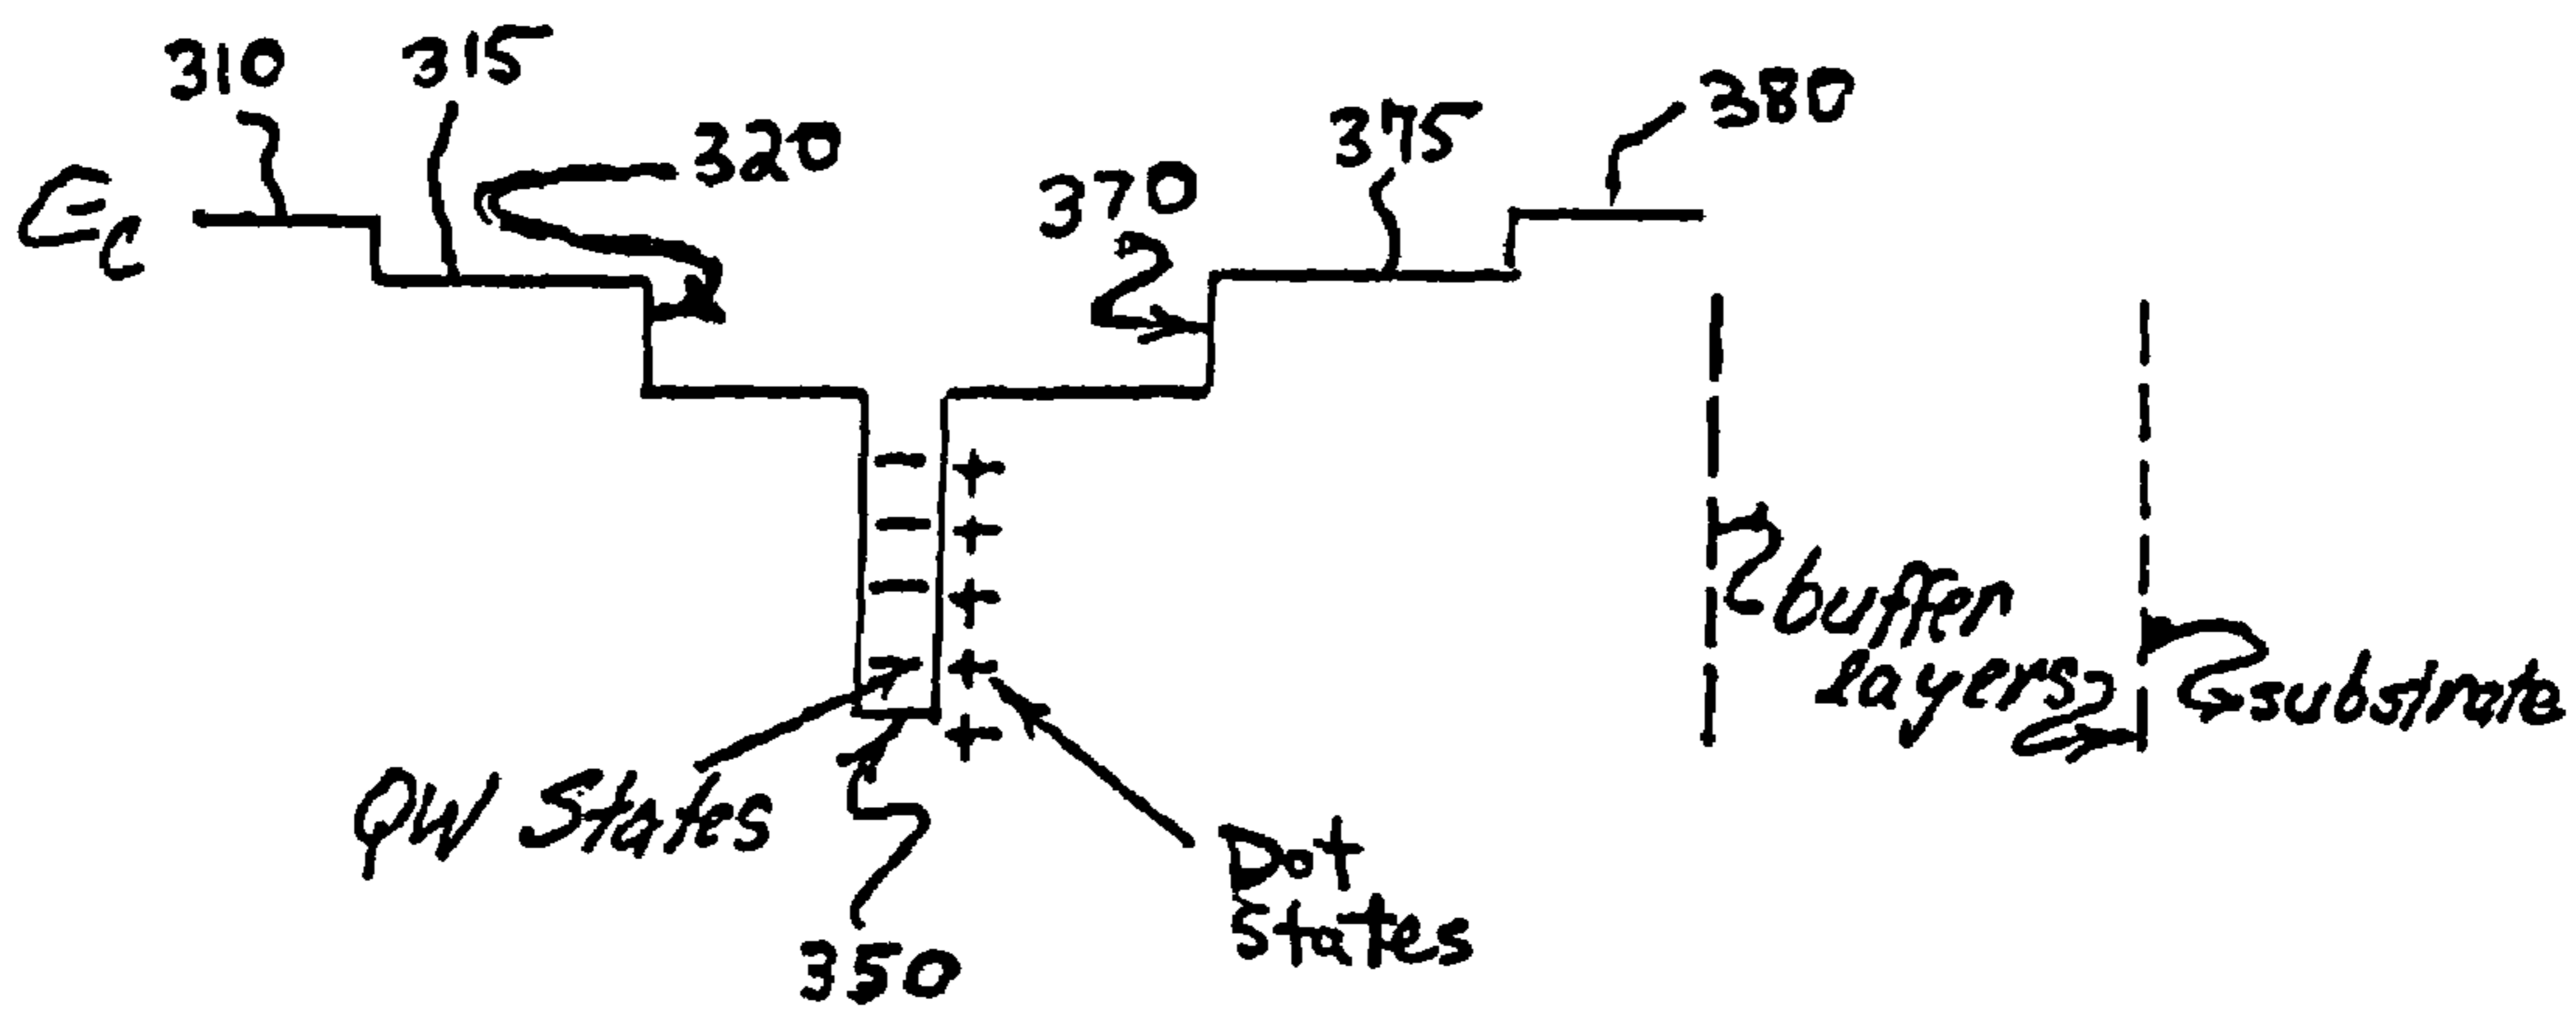 310
315
320
370
375
380
Ec
buffer
layers
substrate
QW States
Dot
States
350